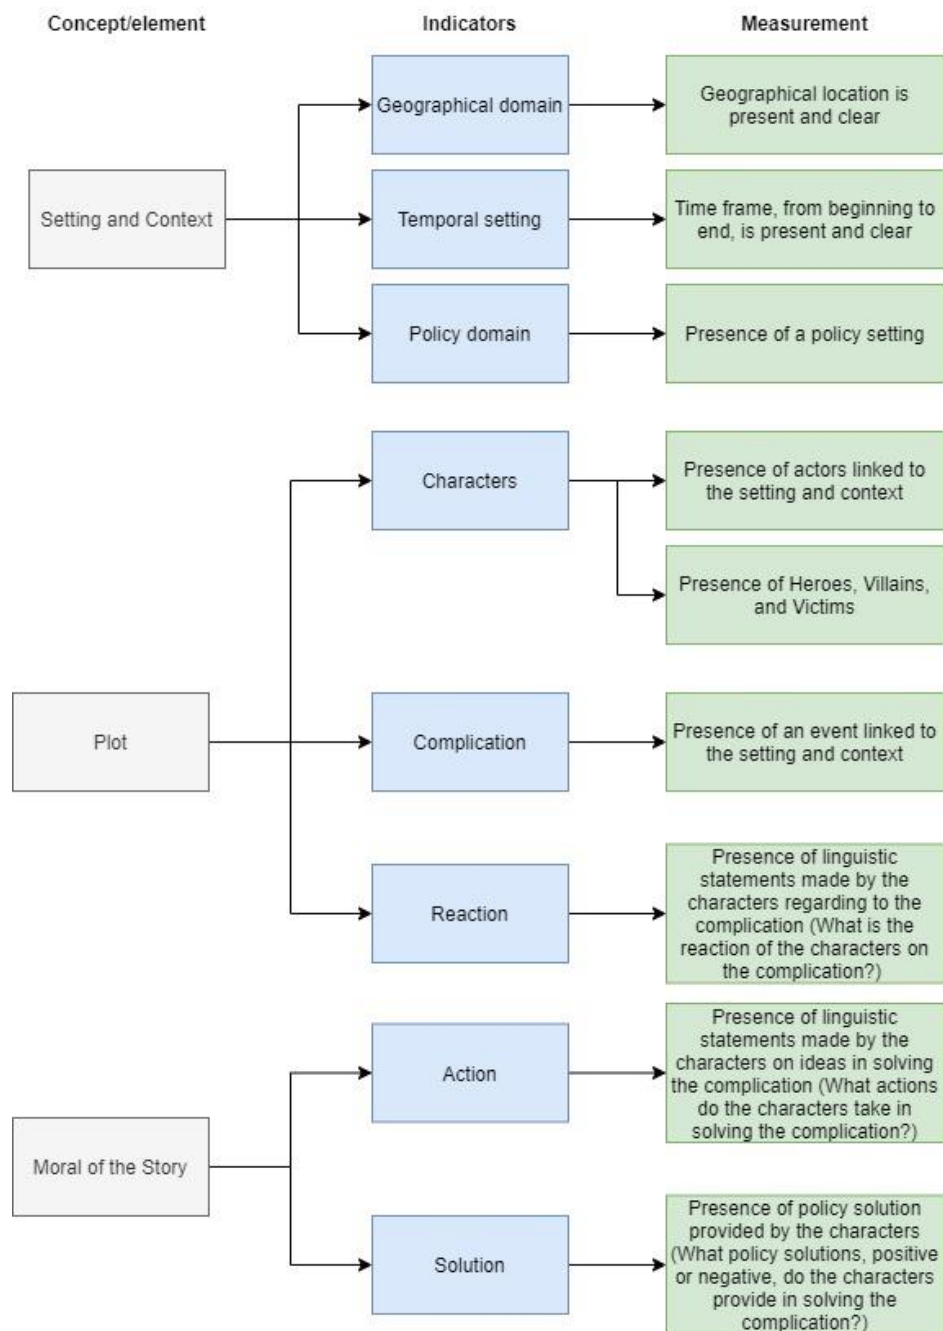 Concept/element
Indicators
Measurement
Geographical domain
Geographical location is
present and clear
Setting and Context
Temporal setting
Time frame, from beginning to
end, is present and clear
Policy domain
Presence of a policy setting
Characters
Presence of actors linked to
the setting and context
Presence of Heroes, Villains,
and Victims
Plot
Complication
Presence of an event linked to
the setting and context
Reaction
Presence of linguistic
statements made by the
characters regarding to the
complication (What is the
reaction of the characters on
the complication?)
Moral of the Story
Action
Presence of linguistic
statements made by the
characters on ideas in solving
the complication (What actions
do the characters take in
solving the complication?)
Solution
Presence of policy solution
provided by the characters
(What policy solutions, positive
or negative, do the characters
provide in solving the
complication?)